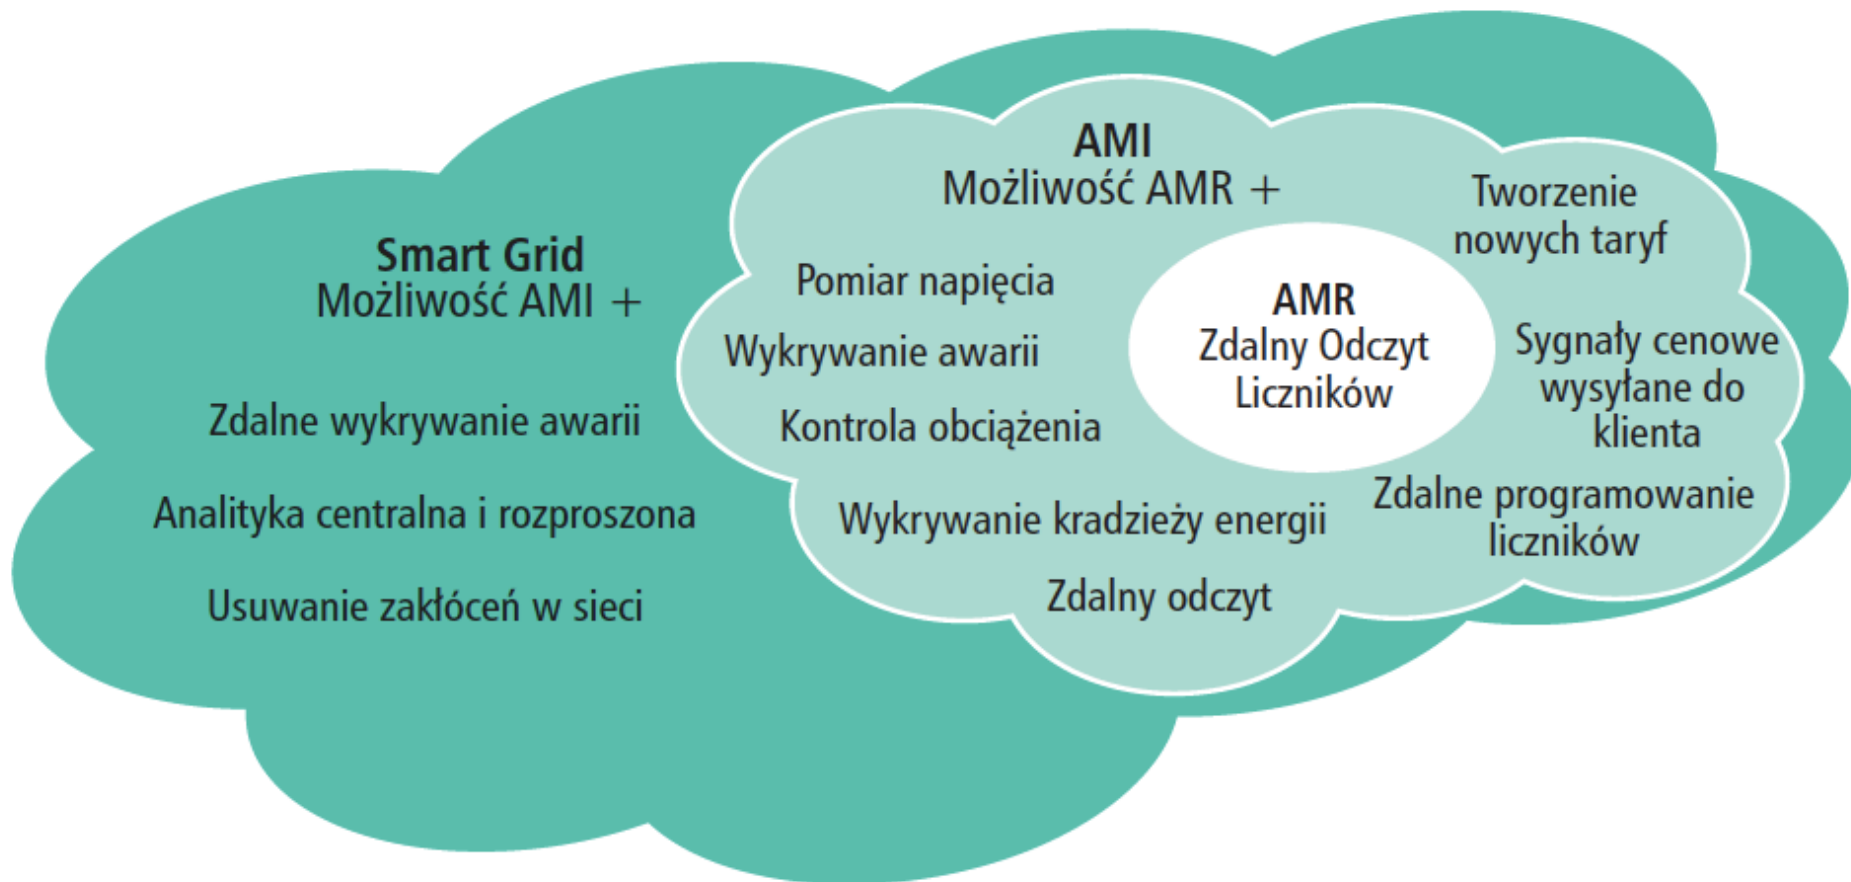 Smart Grid
Możliwość AMI +
Zdalne wykrywanie awarii
Analityka centralna i rozproszona
Usuwanie zakłóceń w sieci
AMI
Możliwość AMR +
Pomiar napięcia
Wykrywanie awarii
Kontrola obciążenia
Wykrywanie kradzieży energii
Zdalny odczyt
AMR
Zdalny Odczyt
Liczników
Tworzenie
nowych taryf
Sygnały cenowe
wysyłane do
klienta
Zdalne programowanie
liczników